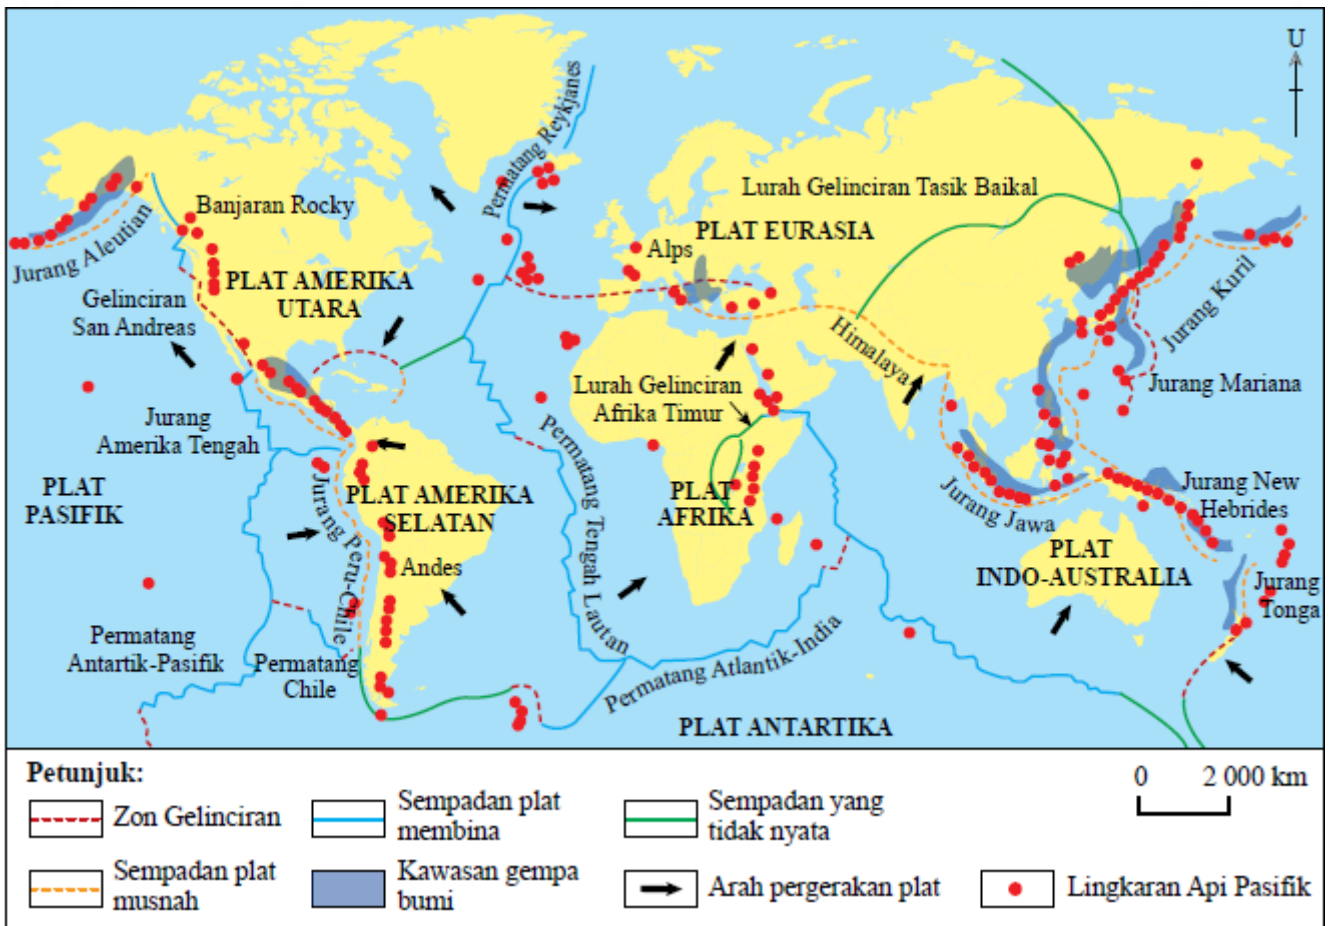 U
Permatang Reykjanes
Lurah Gelinciran Tasik Baikal
Banjaran Rocky
Jurang Aleutian
PLAT EURASIA
Alps
PLAT AMERIKA
UTARA
Gelinciran
San Andreas
Jurang Kuril
Himalaya
Jurang Mariana
Lurah Gelinciran
Afrika Timur
Jurang
Amerika Tengah
Permatang Tengah Lautan
PLAT
PASIFIK
Jurang Peru-Chile
PLAT AMERIKA
SELATAN
PLAT
AFRIKA
Jurang Jawa
Jurang New
Hebrides
PLAT
INDO-AUSTRALIA
Andes
Jurang
Tonga
Permatang
Antartik-Pasifik
Permatang
Chile
Permatang Atlantik-India
PLAT ANTARTIKA
Petunjuk:
0 2 000 km
Zon Gelinciran
Sempadan plat
membina
Sempadan yang
tidak nyata
Sempadan plat
musnah
Kawasan gempa
bumi
Arah pergerakan plat
Lingkaran Api Pasifik